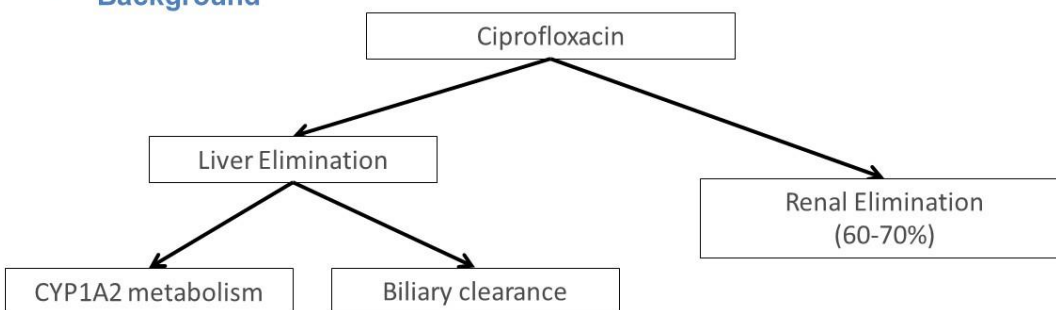 Background
Ciprofloxacin
Liver Elimination
Renal Elimination
(60-70%)
CYP1A2 metabolism
Biliary clearance